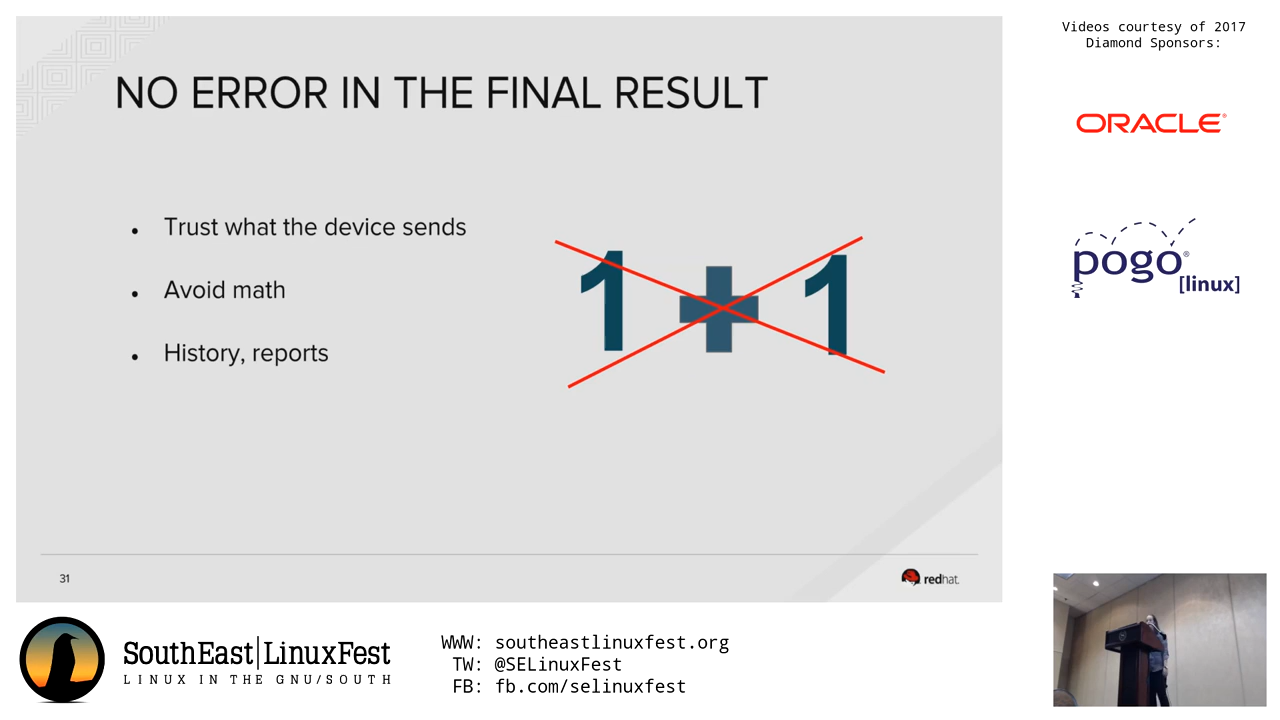 NO ERROR IN THE FINAL RESULT
• Trust what the device sends
• Avoid math
• History, reports
1 + 1
31
redhat.
Videos courtesy of 2017
Diamond Sponsors:
ORACLE®
pogo®
[linux]
SouthEast|LinuxFest
LINUX IN THE GNU/SOUTH
WWW: southeastlinuxfest.org
TW: @SELinuxFest
FB: fb.com/selinuxfest